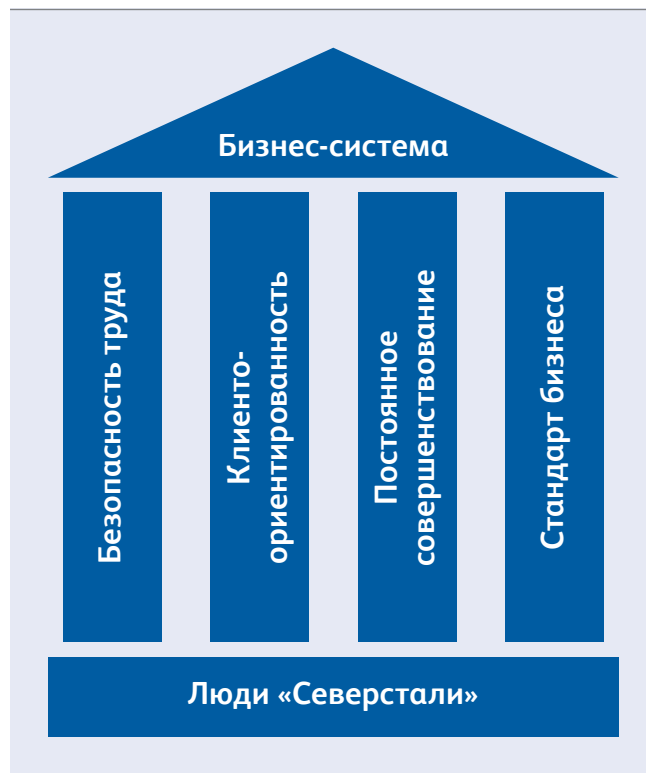 Бизнес-система
Безопасность труда
Клиенто-
ориентированность
Постоянное
совершенствование
Стандарт бизнеса
Люди «Северстали»